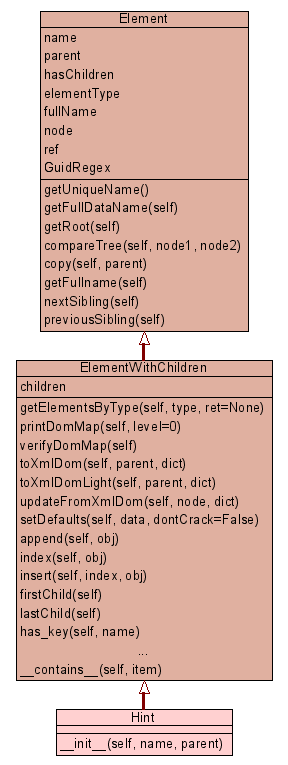 Element
name
parent
hasChildren
elementType
fullName
node
ref
GuidRegex
getUniqueName()
getFullDataName(self)
getRoot(self)
compareTree(self, node1, node2)
copy(self, parent)
getFullname(self)
nextSibling(self)
previousSibling(self)
ElementWithChildren
children
getElementsByType(self, type, ret=None)
printDomMap(self, level=0)
verifyDomMap(self)
toXmlDom(self, parent, dict)
toXmlDomLight(self, parent, dict)
updateFromXmlDom(self, node, dict)
setDefaults(self, data, dontCrack=False)
append(self, obj)
index(self, obj)
insert(self, index, obj)
firstChild(self)
lastChild(self)
has_key(self, name)
...
__contains__(self, item)
Hint
__init__(self, name, parent)